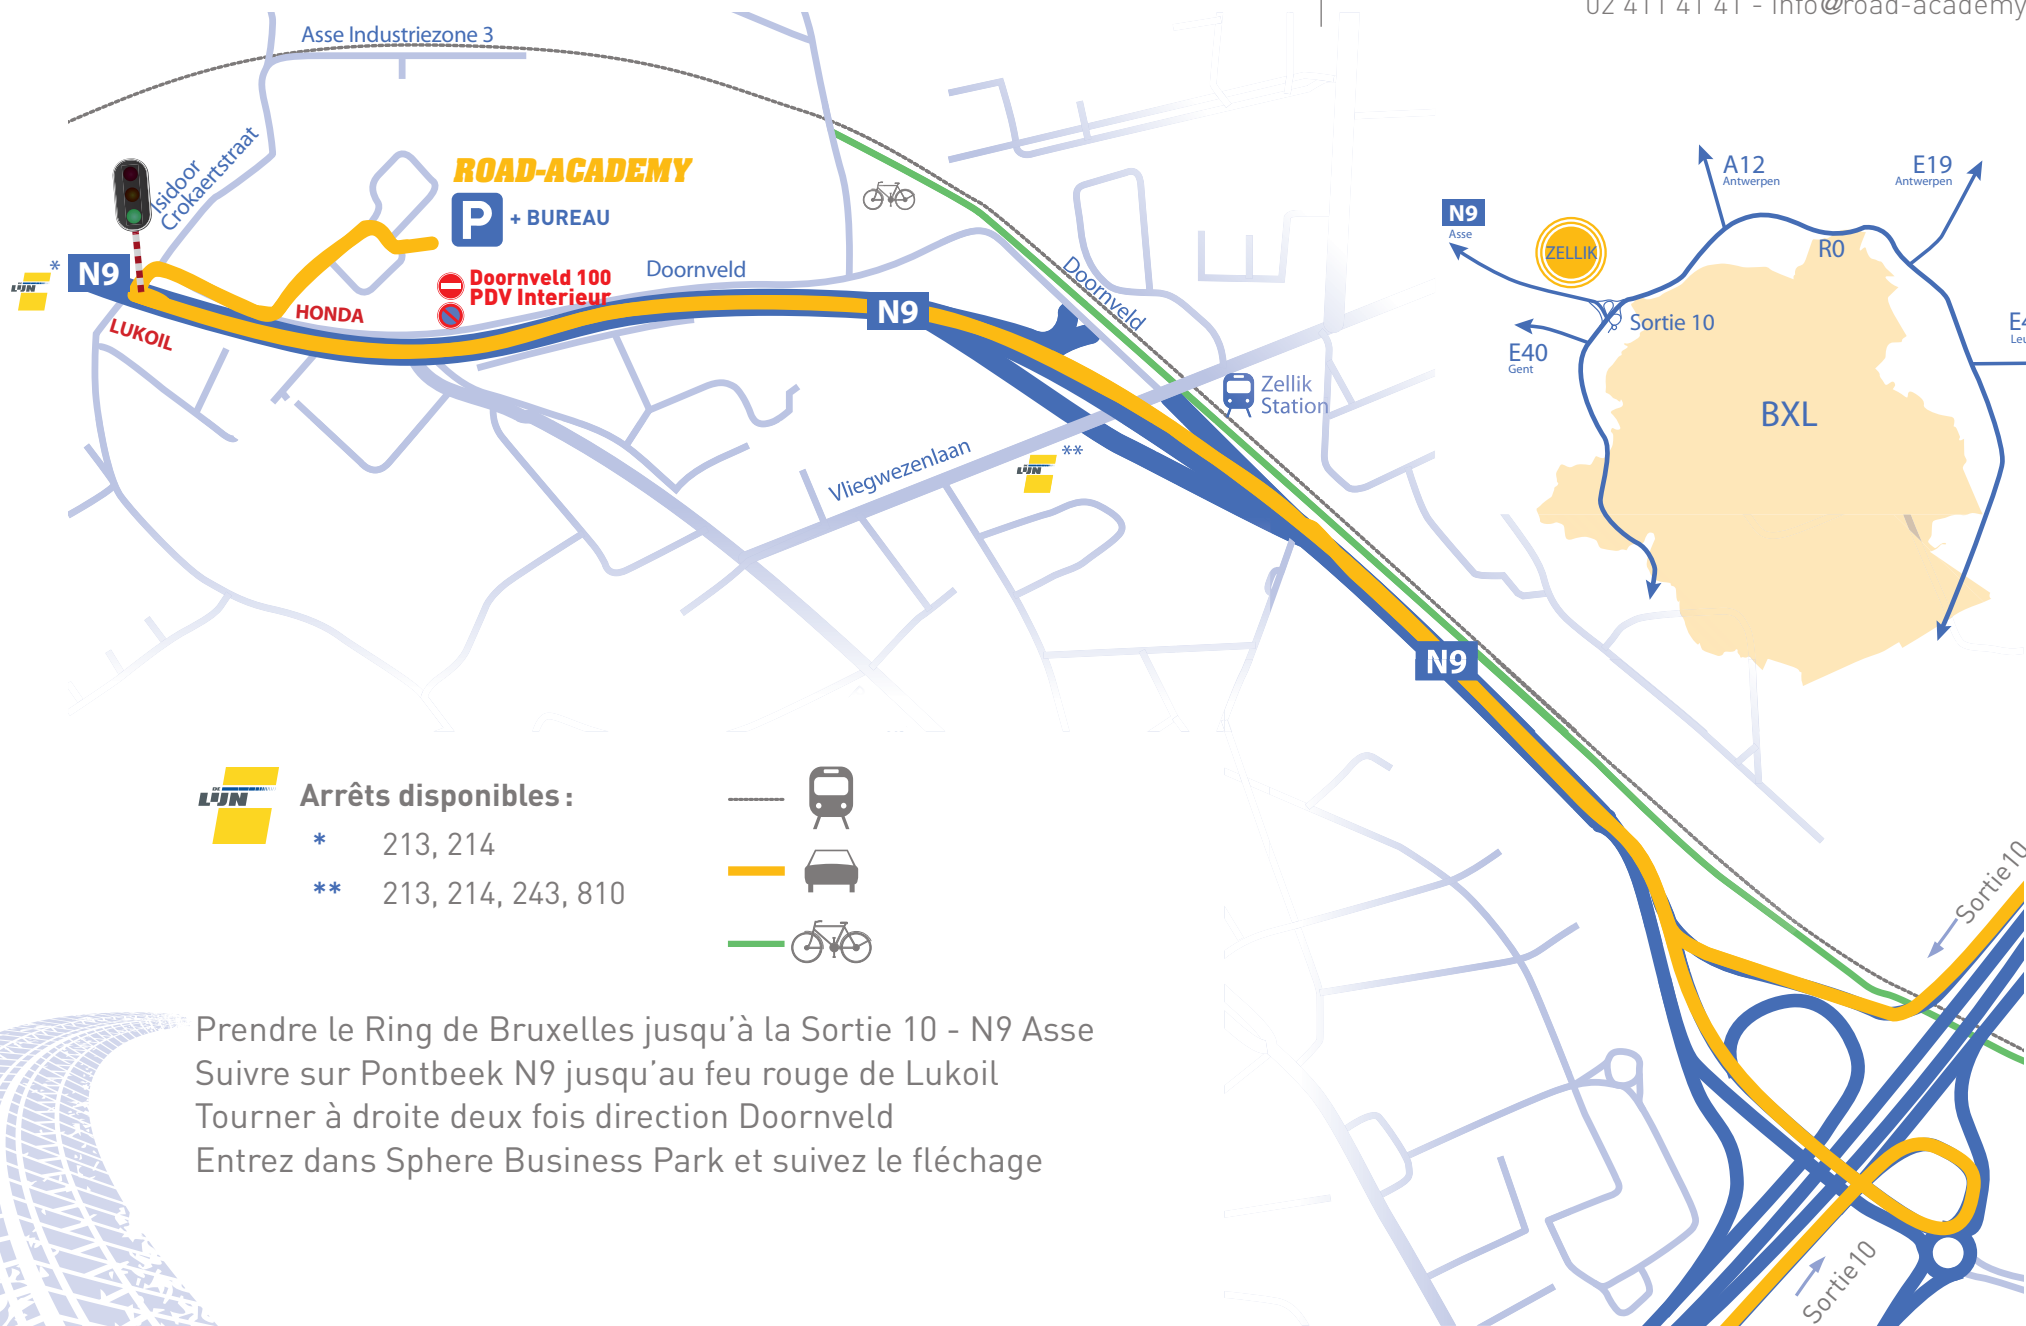 02 411 41 41 - info@road-academy
Asse Industriezone 3
Isidoor
Crokaertstraat
ROAD-ACADEMY
P + BUREAU
*
N9
LIJN
LUKOIL
HONDA
Doornveld 100
PDV Interieur
Doornveld
N9
Doornveld
Zellik
Station
Vliegwezenlaan
LIJN
**
N9
N9
Asse
ZELLIK
A12
Antwerpen
E19
Antwerpen
R0
Sortie 10
E40
Gent
BXL
DE
LIJN
Arrêts disponibles :
* 213, 214
** 213, 214, 243, 810
Sortie10
Sortie10
Prendre le Ring de Bruxelles jusqu'à la Sortie 10 - N9 Asse
Suivre sur Pontbeek N9 jusqu'au feu rouge de Lukoil
Tourner à droite deux fois direction Doornveld
Entrez dans Sphere Business Park et suivez le fléchage